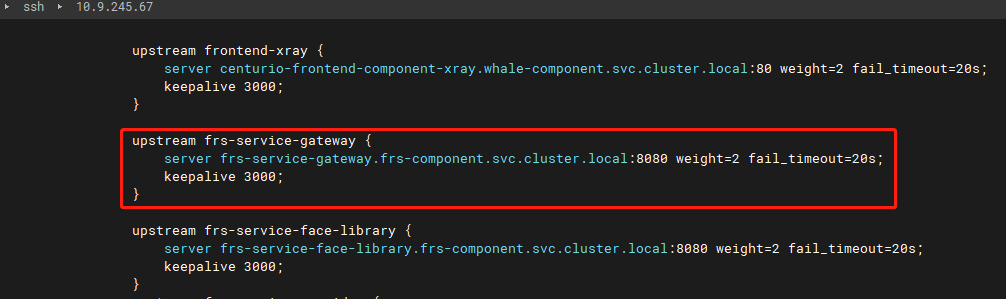 ssh 10.9.245.67
upstream frontend-xray {
server centurio-frontend-component-xray.whale-component.svc.cluster.local:80 weight=2 fail_timeout=20s;
keepalive 3000;
}
upstream frs-service-gateway {
server frs-service-gateway.frs-component.svc.cluster.local:8080 weight=2 fail_timeout=20s;
keepalive 3000;
}
upstream frs-service-face-library {
server frs-service-face-library.frs-component.svc.cluster.local:8080 weight=2 fail_timeout=20s;
keepalive 3000;
}